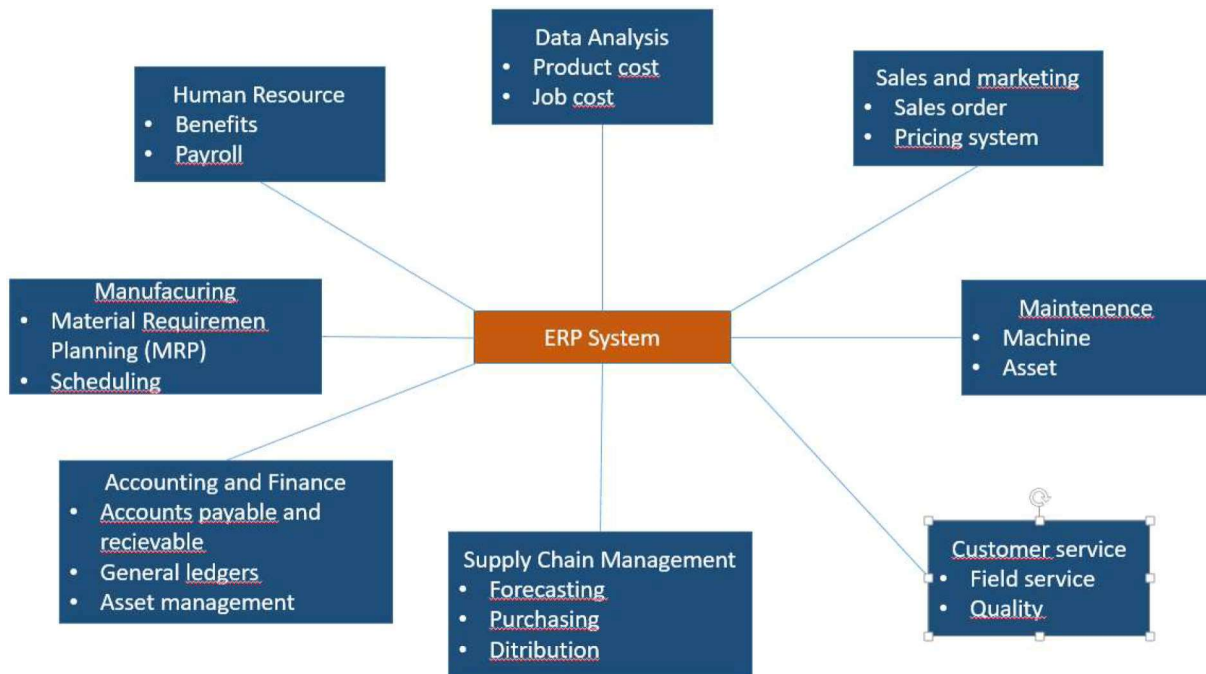 Data Analysis
• Product cost
• Job cost
Human Resource
• Benefits
• Payroll
Sales and marketing
• Sales order
• Pricing system
Manufacuring
• Material Requiremen
Planning (MRP)
• Scheduling
ERP System
Maintenence
• Machine
• Asset
Accounting and Finance
• Accounts payable and
recievable
• General ledgers
• Asset management
Supply Chain Management
• Forecasting
• Purchasing
• Ditribution
Customer service
• Field service
• Quality